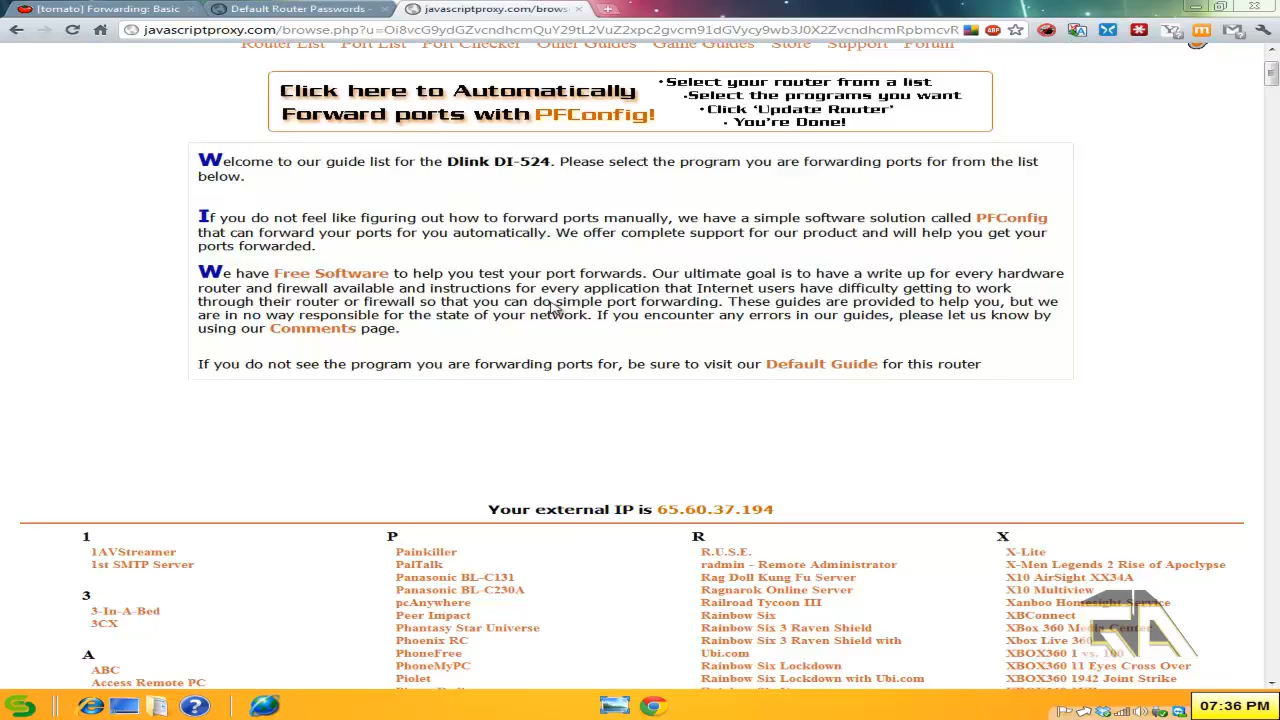 [tomato] Forwarding: Basic
Default Router Passwords -
javascriptproxy.com/brows
javascriptproxy.com/browse.php?u=Oi8vcG9ydGZvcndhcmQuY29tL2VuZ2xpc2gvcm91dGVycy9wb3J0X2ZvcndhcmRpbmcvR
Router List Port List Port Checker Other Guides Game Guides Store Support Forum
Click here to Automatically
Forward ports with PFConfig!
•Select your router from a list
•Select the programs you want
•Click 'Update Router'
• You're Done!
Welcome to our guide list for the Dlink DI-524. Please select the program you are forwarding ports for from the list
below.
If you do not feel like figuring out how to forward ports manually, we have a simple software solution called PFConfig
that can forward your ports for you automatically. We offer complete support for our product and will help you get your
ports forwarded.
We have Free Software to help you test your port forwards. Our ultimate goal is to have a write up for every hardware
router and firewall available and instructions for every application that Internet users have difficulty getting to work
through their router or firewall so that you can do simple port forwarding. These guides are provided to help you, but we
are in no way responsible for the state of your network. If you encounter any errors in our guides, please let us know by
using our Comments page.
If you do not see the program you are forwarding ports for, be sure to visit our Default Guide for this router
Your external IP is 65.60.37.194
1
1AVStreamer
1st SMTP Server
3
3-In-A-Bed
3CX
A
ABC
Access Remote PC
P
Painkiller
PalTalk
Panasonic BL-C131
Panasonic BL-C230A
pcAnywhere
Peer Impact
Phantasy Star Universe
Phoenix RC
PhoneFree
PhoneMyPC
Piolet
R
R.U.S.E.
radmin - Remote Administrator
Rag Doll Kung Fu Server
Ragnarok Online Server
Railroad Tycoon III
Rainbow Six
Rainbow Six 3 Raven Shield
Rainbow Six 3 Raven Shield with
Ubi.com
Rainbow Six Lockdown
Rainbow Six Lockdown with Ubi.com
X
X-Lite
X-Men Legends 2 Rise of Apoclypse
X10 AirSight XX34A
X10 Multiview
Xanboo Homesight Service
XBConnect
XBox 360 Media Center
Xbox Live 360
XBOX360 1 vs. 100
XBOX360 11 Eyes Cross Over
XBOX360 1942 Joint Strike
07:36 PM